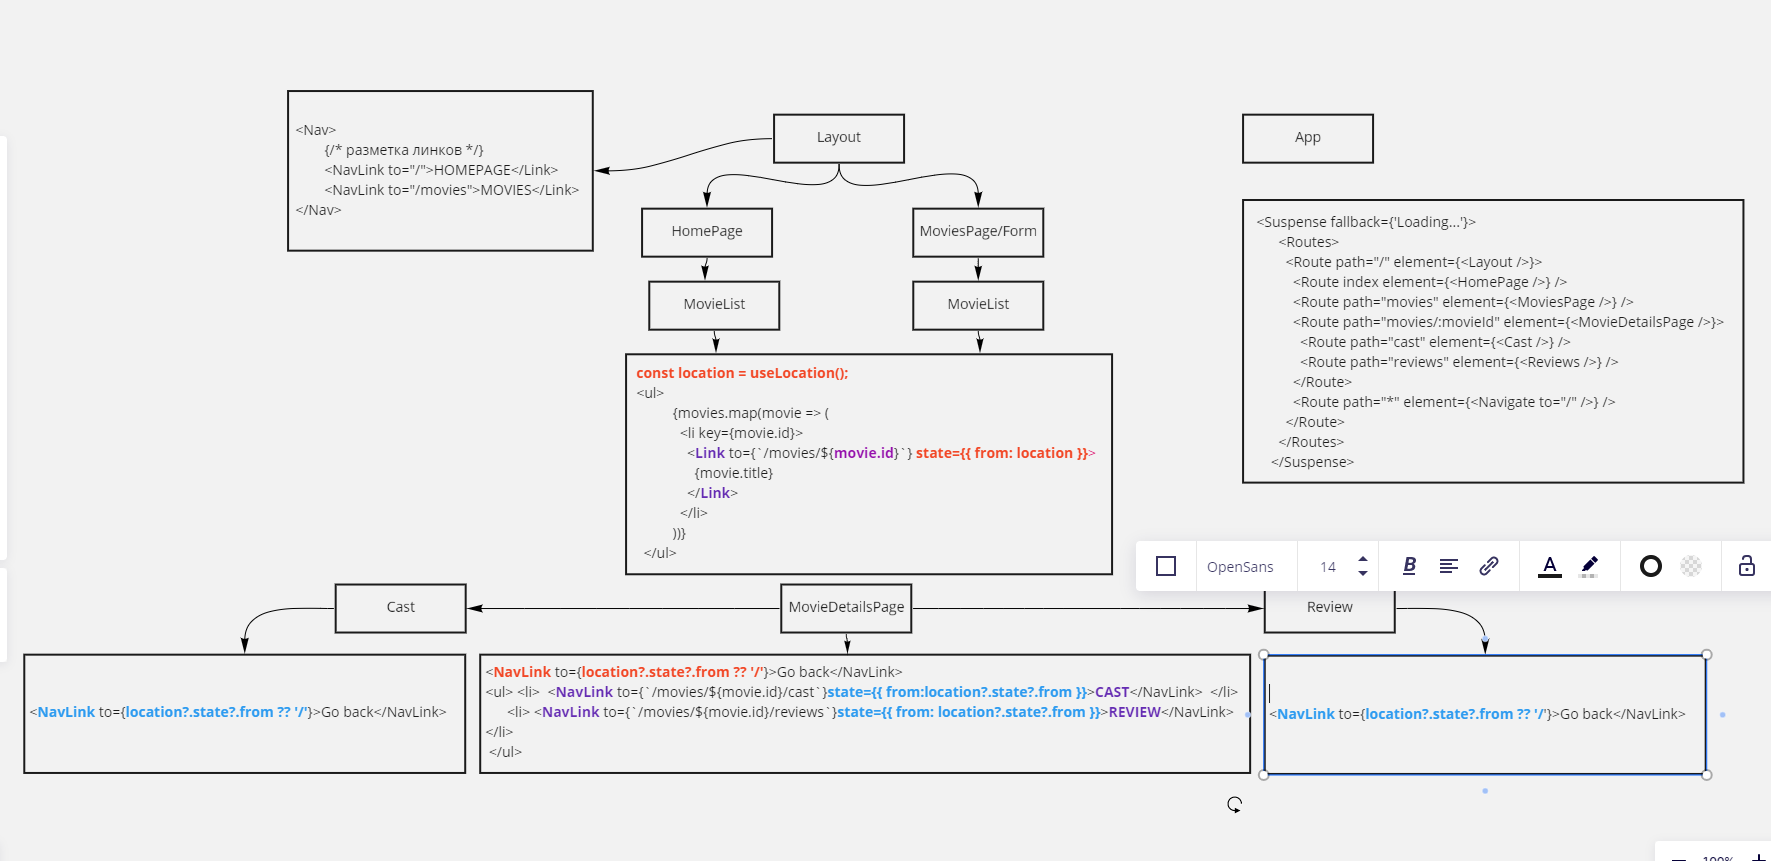 <Nav>
{/* разметка линков */}
<NavLink to="/">HOMEPAGE</Link>
<NavLink to="/movies">MOVIES</Link>
</Nav>
Layout
HomePage
MoviesPage/Form
MovieList
MovieList
const location = useLocation();
<ul>
{movies.map(movie => (
<li key={movie.id}>
<Link to={`/movies/${movie.id}`} state={{ from: location }}>
{movie.title}
</Link>
</li>
))}
</ul>
App
<Suspense fallback={'Loading...'}>
<Routes>
<Route path="/" element={<Layout />}>
<Route index element={<HomePage />} />
<Route path="movies" element={<MoviesPage />} />
<Route path="movies/:movieId" element={<MovieDetailsPage />}>
<Route path="cast" element={<Cast />} />
<Route path="reviews" element={<Reviews />} />
</Route>
<Route path="*" element={<Navigate to="/" />} />
</Route>
</Routes>
</Suspense>
OpenSans
14
B
A
Cast
MovieDetailsPage
Review
<NavLink to={location?.state?.from ?? '/'}>Go back</NavLink>
<NavLink to={location?.state?.from ?? '/'}>Go back</NavLink>
<ul> <li> <NavLink to={`/movies/${movie.id}/cast`}state={{ from:location?.state?.from }}>CAST</NavLink> </li>
<li> <NavLink to={`/movies/${movie.id}/reviews`}state={{ from: location?.state?.from }}>REVIEW</NavLink>
</li>
</ul>
<NavLink to={location?.state?.from ?? '/'}>Go back</NavLink>
100%